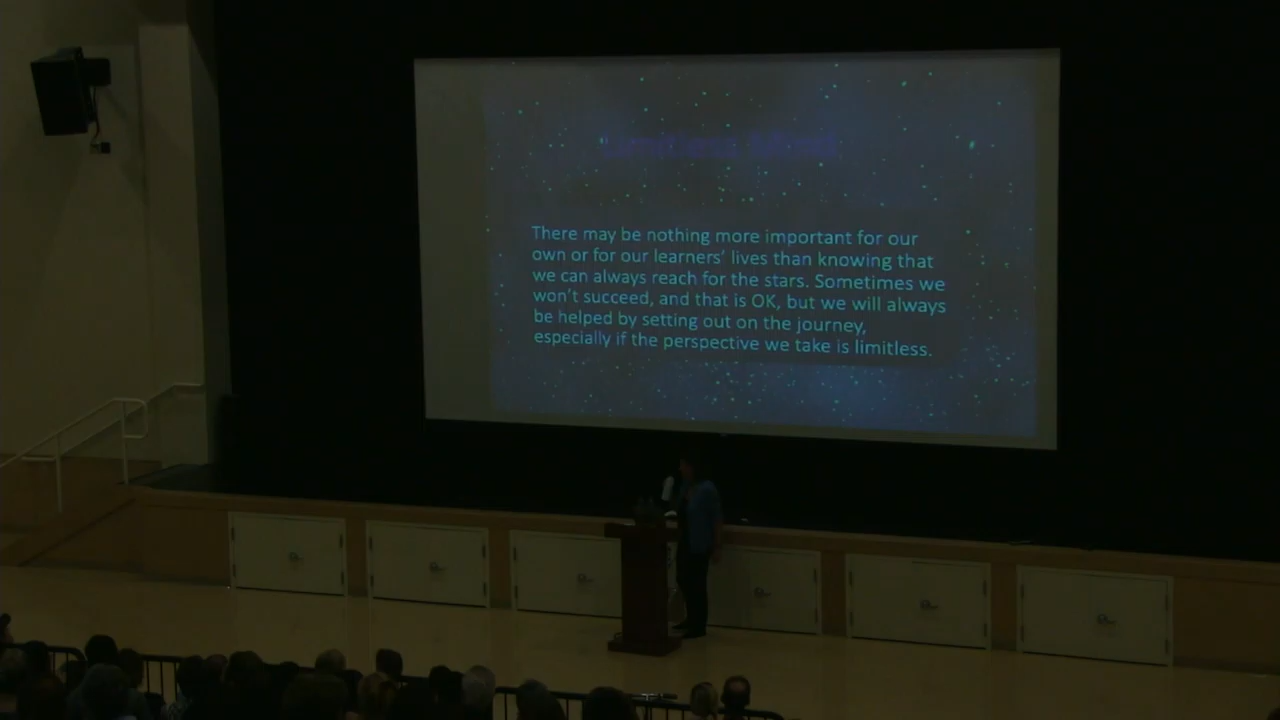 There may be nothing more important for our
own or for our learners' lives than knowing that
we can always reach for the stars. Sometimes we
won't succeed, and that is OK, but we will always
be helped by setting out on the journey,
especially if the perspective we take is limitless.